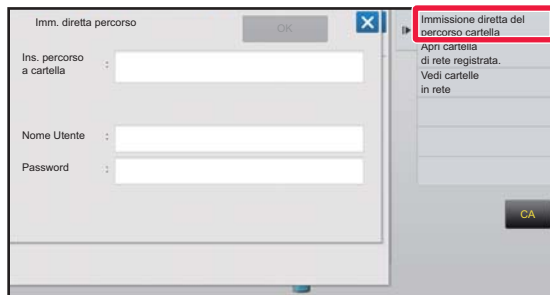 Imm. diretta percorso
OK
Ins. percorso
a cartella :
Nome Utente :
Password :
Immissione diretta del
percorso cartella
Apri cartella
di rete registrata.
Vedi cartelle
in rete
CA